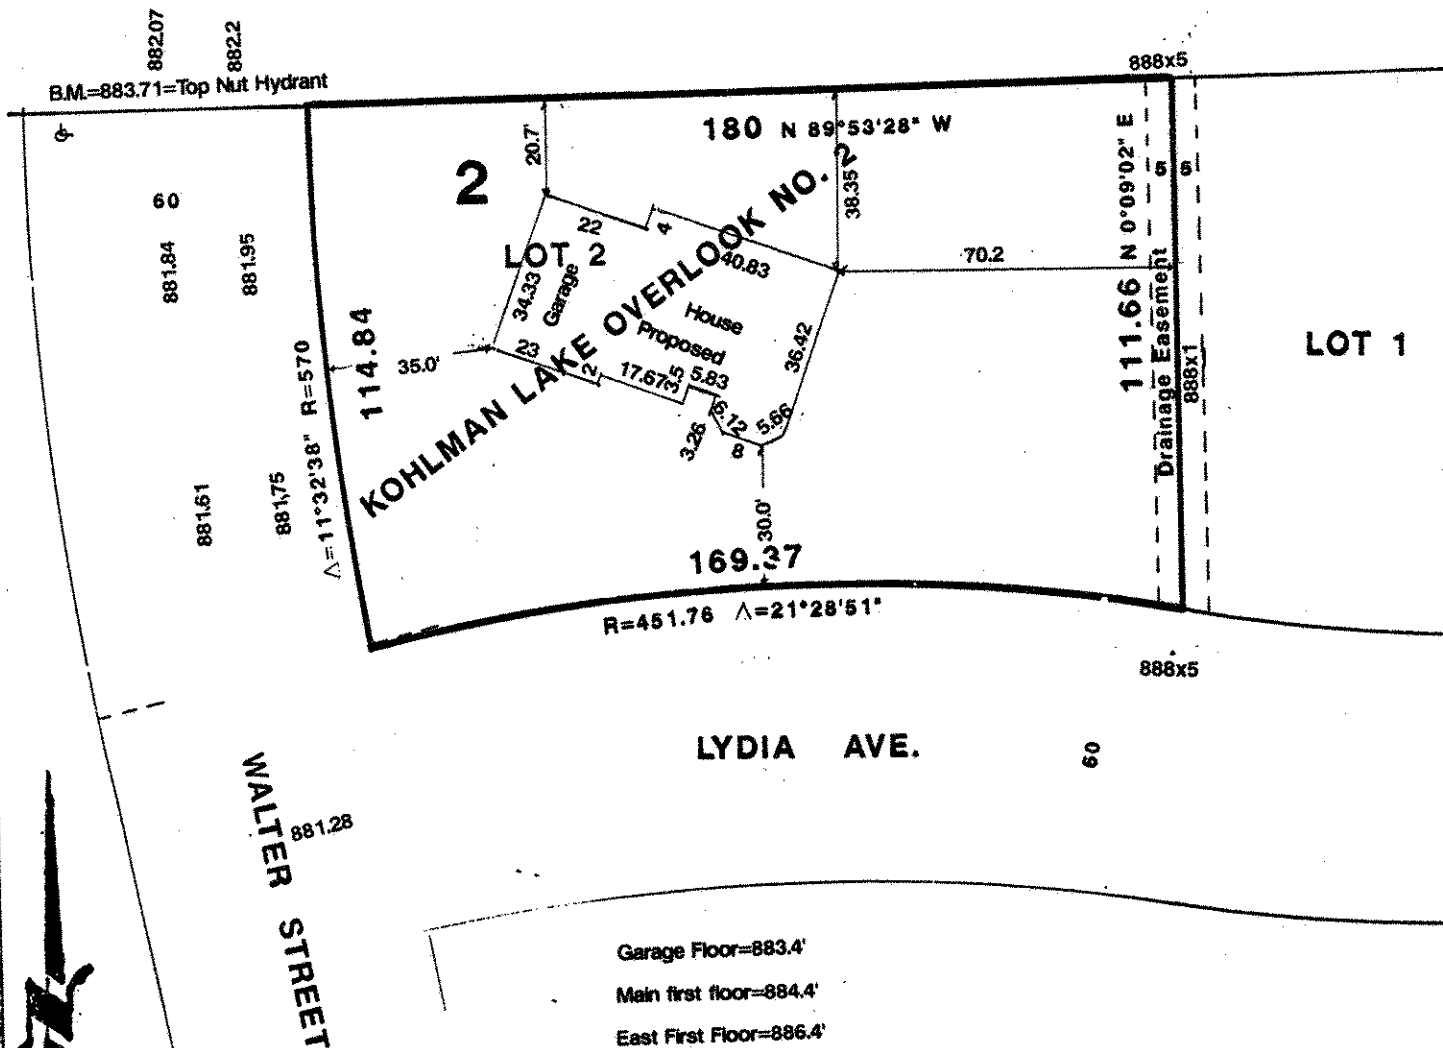 882.07
882.2
B.M.=883.71=Top Nut Hydrant
888x5
180 N 89°53'28" W
20.7'
2
38.35
N 0°09'02" E
111.66
5 5
60
22
4
LOT 2
KOHLMAN LAKE OVERLOOK NO. 2
40.83
70.2
881.84
881.95
34.33
Garage
House
Proposed
Drainage Easement
888x1
LOT 1
114.84
35.0'
23
2
17.67
3.5
5.83
36.42
R=570
Δ=11°32'38"
6.12
5.66
3.26
8
881.61
881.75
30.0'
169.37
R=451.76 Δ=21°28'51"
888x5
LYDIA AVE.
60
WALTER STREET
881.28
Garage Floor=883.4'
Main first floor=884.4'
East First Floor=886.4'